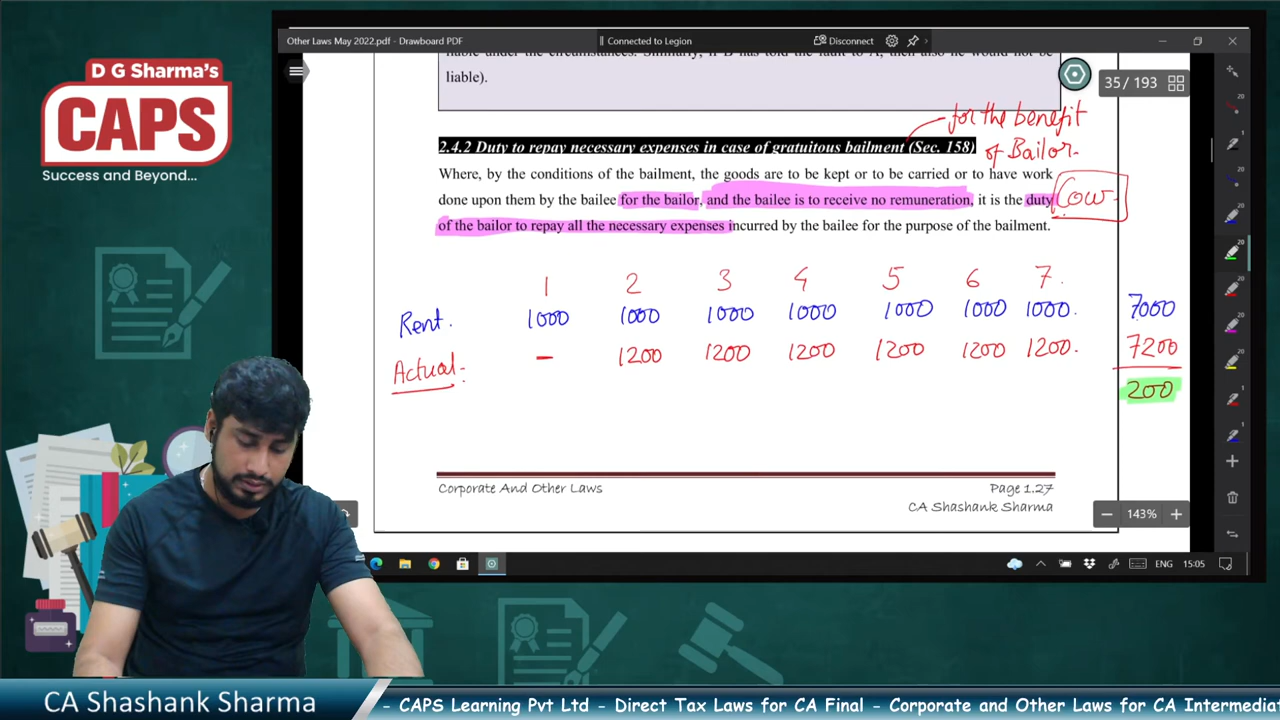 D G Sharma's
CAPS
Success and Beyond...
Other Laws May 2022.pdf - Drawboard PDF
Connected to Legion
Disconnect
liable).
35 / 193
for the benefit
of Bailor.
2.4.2 Duty to repay necessary expenses in case of gratuitous bailment (Sec. 158)
Where, by the conditions of the bailment, the goods are to be kept or to be carried or to have work
done upon them by the bailee for the bailor, and the bailee is to receive no remuneration, it is the duty
Cow.
of the bailor to repay all the necessary expenses incurred by the bailee for the purpose of the bailment.
1 2 3 4 5 6 7.
Rent. 1000 1000 1000 1000 1000 1000 1000. 7000
Actual. - 1200 1200 1200 1200 1200 1200. 7200
200
Corporate And Other Laws
Page 1.27
CA Shashank Sharma
143%
ENG 15:05
CA Shashank Sharma
- CAPS Learning Pvt Ltd - Direct Tax Laws for CA Final - Corporate and Other Laws for CA Intermedia